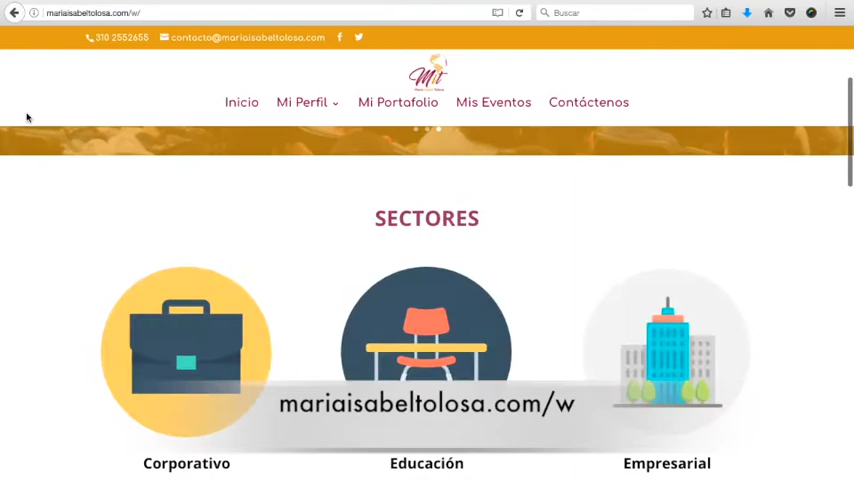 mariaisabeltolosa.com/w/
Buscar
310 2552655 contacto@mariaisabeltolosa.com
Mit
Inicio Mi Perfil Mi Portafolio Mis Eventos Contáctenos
SECTORES
mariaisabeltolosa.com/w
Corporativo Educación Empresarial